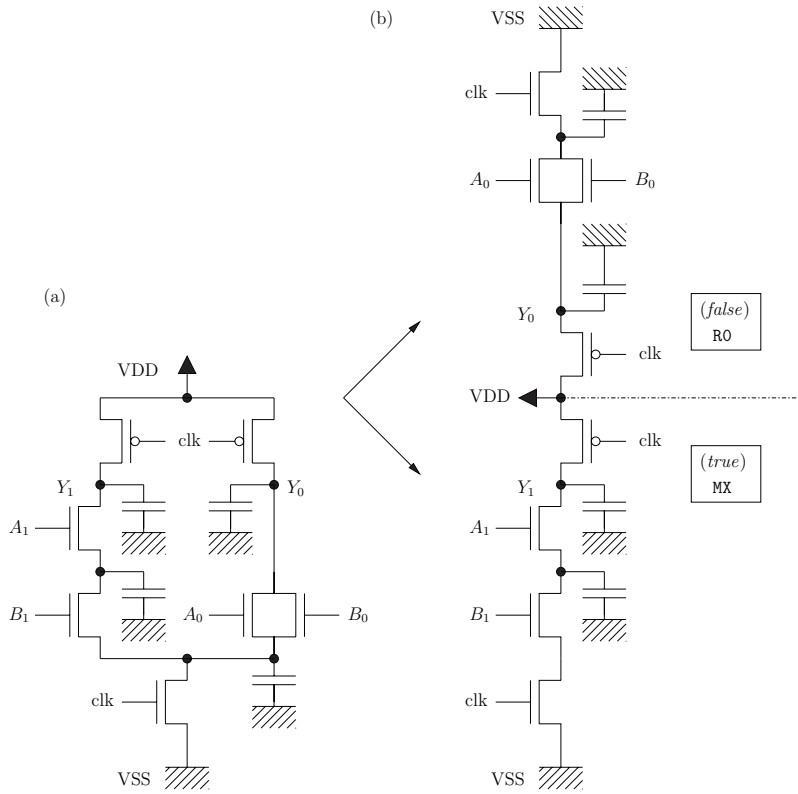 (a)
VDD
clk
Y₁
Y₀
A₁
B₁
A₀
B₀
clk
VSS
(b)
VSS
clk
A₀
B₀
Y₀
(false)
R0
clk
VDD
clk
(true)
MX
Y₁
A₁
B₁
clk
VSS